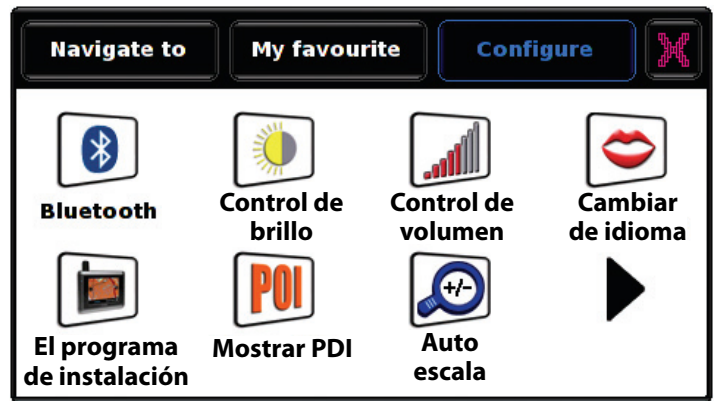 Navigate to
My favourite
Configure
Bluetooth
Control de
brillo
Control de
volumen
Cambiar
de idioma
+/-
POI
El programa
de instalación
Mostrar PDI
Auto
escala